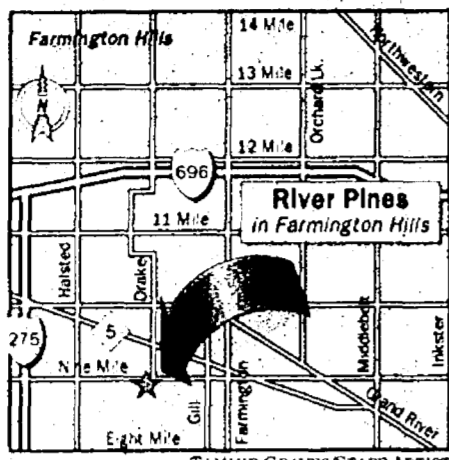 14 Mile
Farmington Hills
Northwestern
13 Mile
Orchard Lk.
N
12 Mile
696
River Pines
in Farmington Hills
11 Mile
Halsted
Drake
275
5
Nine Mile
Middlebelt
Inkster
Gill
Farmington
Grand River
Eight Mile